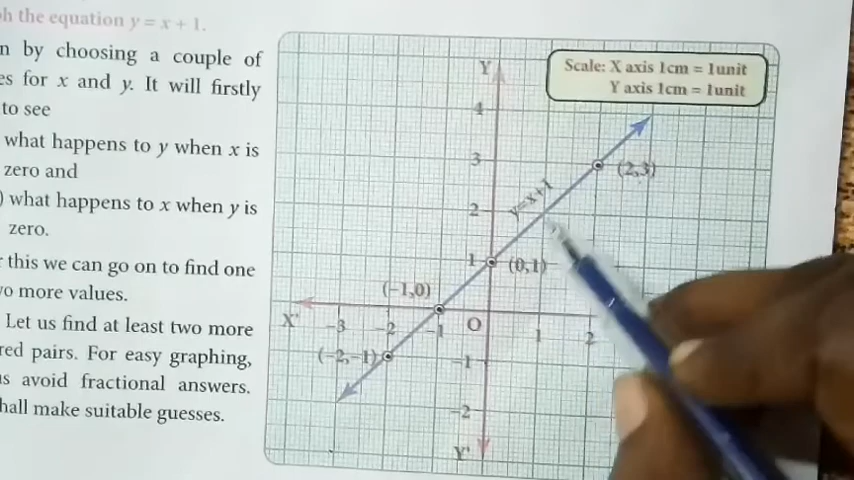 h the equation y = x + 1.
n by choosing a couple of
es for x and y. It will firstly
to see
what happens to y when x is
zero and
) what happens to x when y is
zero.
this we can go on to find one
o more values.
Let us find at least two more
red pairs. For easy graphing,
s avoid fractional answers.
hall make suitable guesses.
Scale: X axis 1cm = 1unit
Y axis 1cm = 1unit
Y
4
3
(2,3)
y=x+1
2
1
(0,1)
(−1,0)
X'
−3
−2
−1
O
1
2
(−2,−1)
−1
−2
Y'